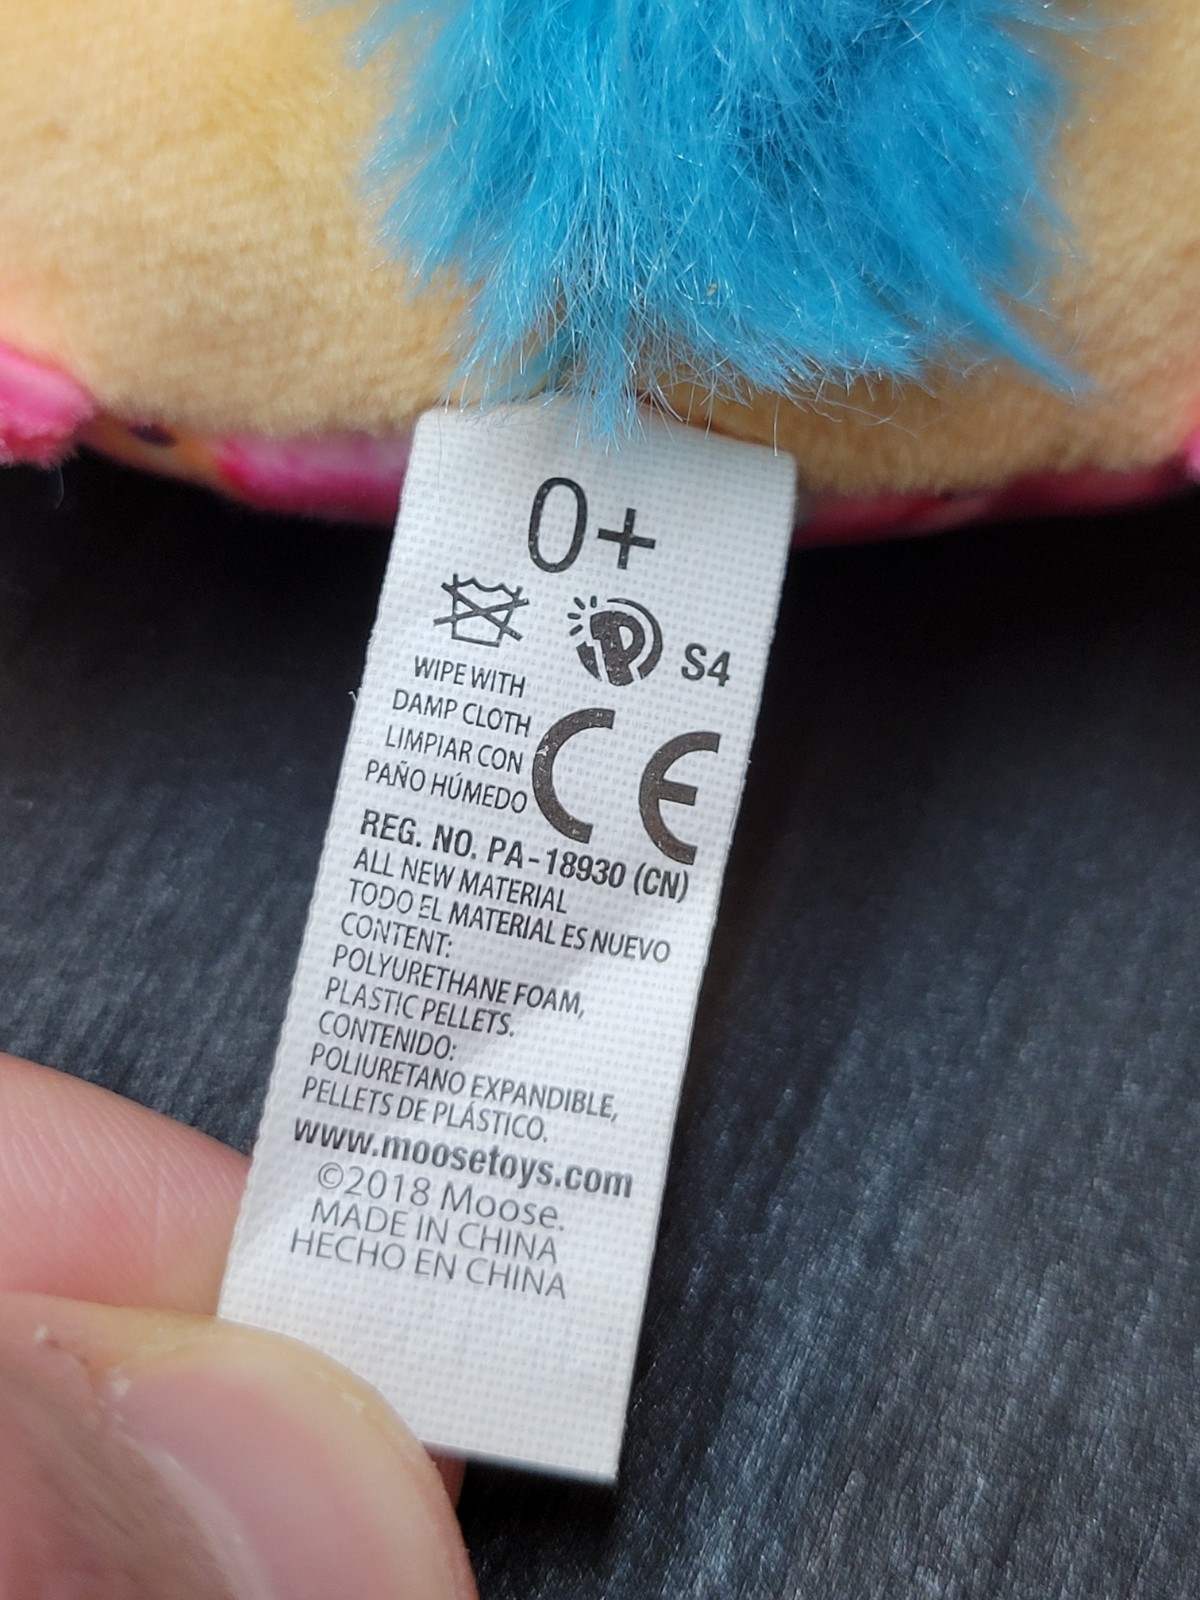 0+
S4
WIPE WITH
DAMP CLOTH
LIMPIAR CON
PAÑO HÚMEDO
CE
REG. NO. PA-18930 (CN)
ALL NEW MATERIAL
TODO EL MATERIAL ES NUEVO
CONTENT:
POLYURETHANE FOAM,
PLASTIC PELLETS.
CONTENIDO:
POLIURETANO EXPANDIBLE,
PELLETS DE PLÁSTICO.
www.moosetoys.com
©2018 Moose.
MADE IN CHINA
HECHO EN CHINA